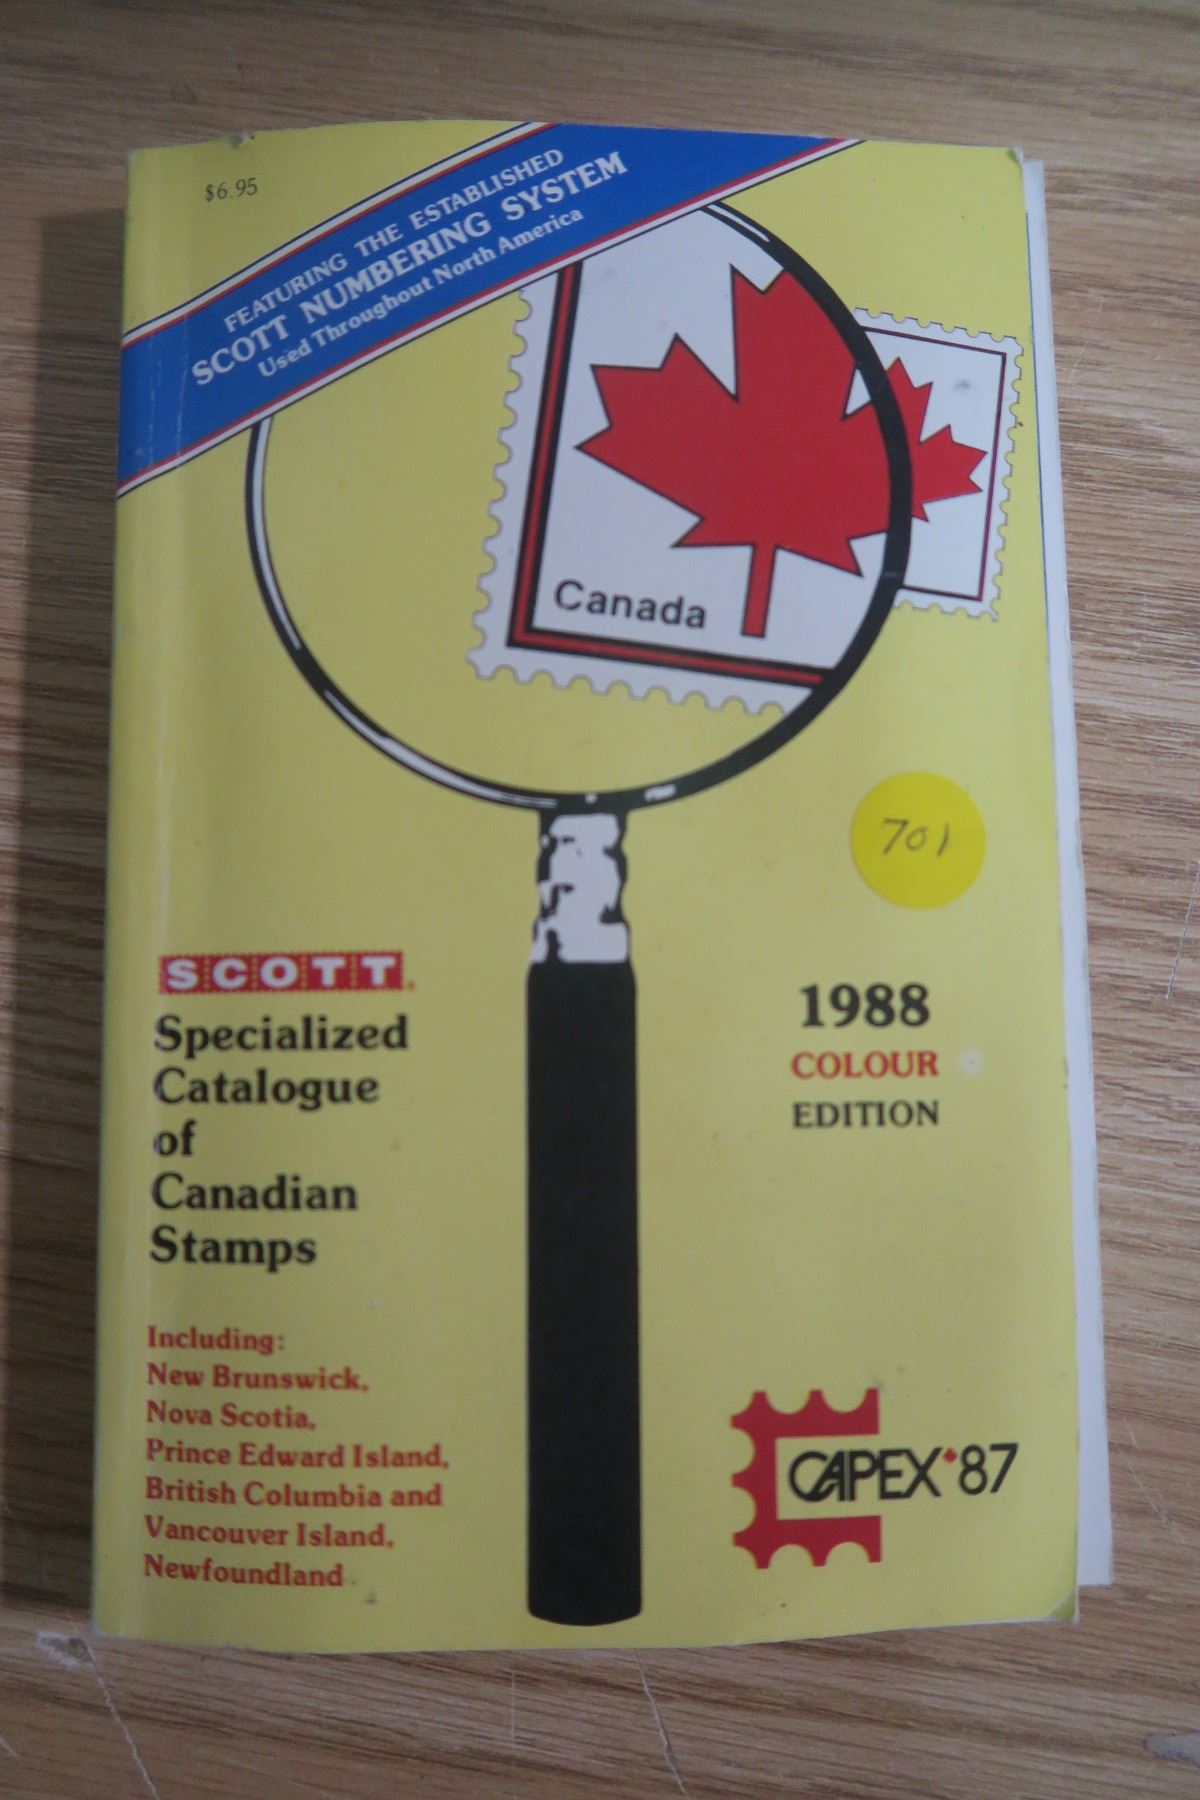 $6.95
FEATURING THE ESTABLISHED
SCOTT NUMBERING SYSTEM
Used Throughout North America
Canada
701
SCOTT
Specialized
Catalogue
of
Canadian
Stamps
1988
COLOUR
EDITION
Including:
New Brunswick,
Nova Scotia,
Prince Edward Island,
British Columbia and
Vancouver Island,
Newfoundland
CAPEX 87